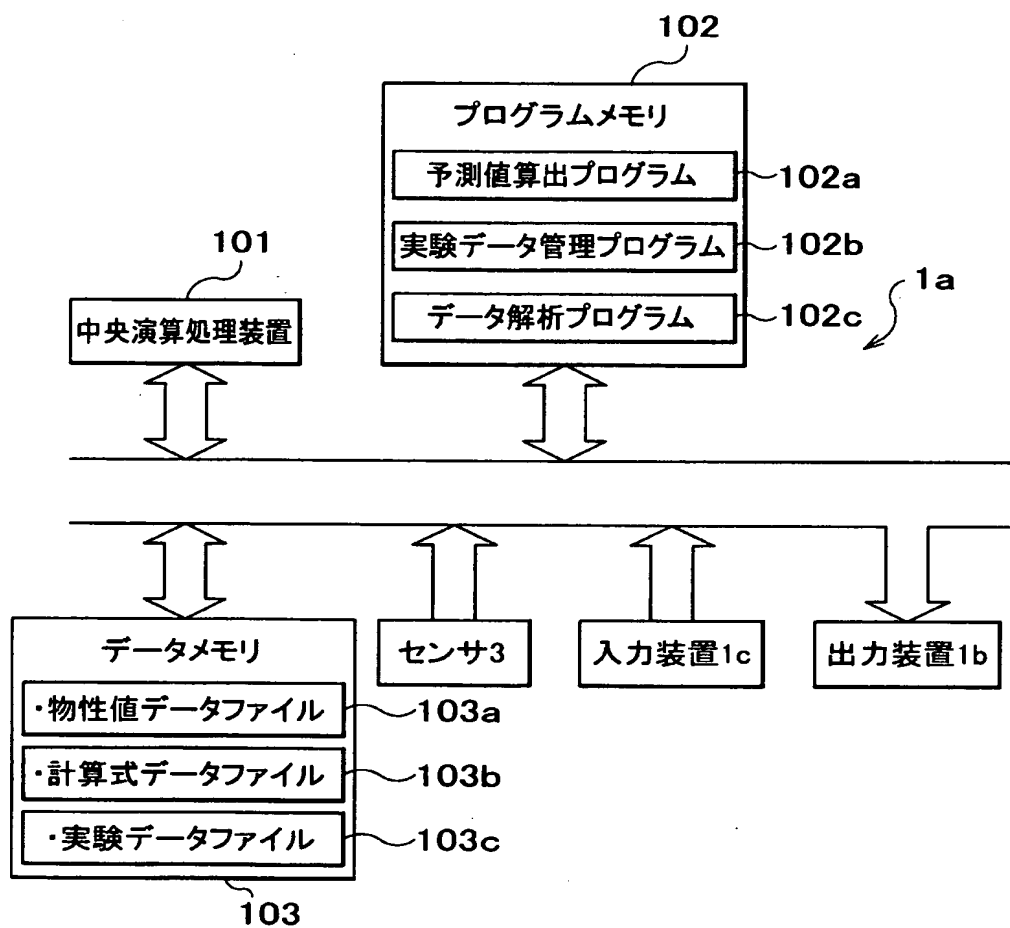 102
プログラムメモリ
予測値算出プログラム
102a
実験データ管理プログラム
102b
データ解析プログラム
102c
101
中央演算処理装置
1a
データメモリ
・物性値データファイル
103a
・計算式データファイル
103b
・実験データファイル
103c
103
センサ3
入力装置1c
出力装置1b